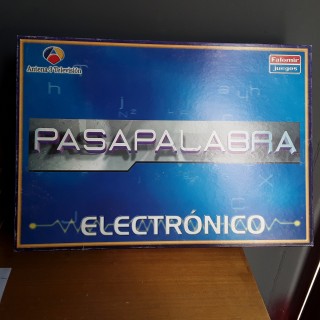 Antena 3 Televisión
Falomir
juegos
PASAPALABRA
ELECTRÓNICO